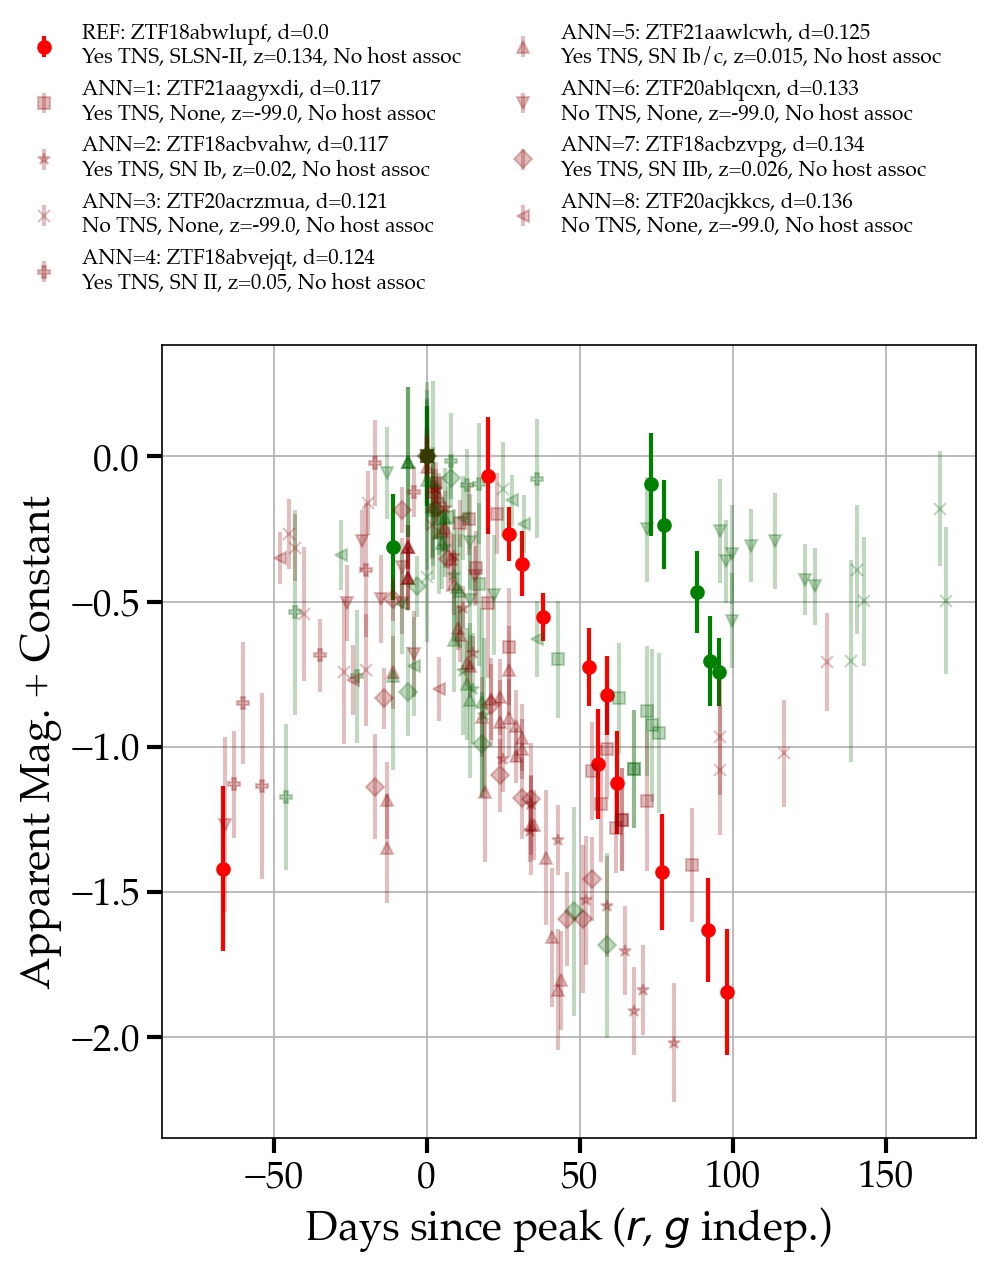 REF: ZTF18abwlupf, d=0.0
Yes TNS, SLSN-II, z=0.134, No host assoc
ANN=1: ZTF21aagyxdi, d=0.117
Yes TNS, None, z=-99.0, No host assoc
ANN=2: ZTF18acbvahw, d=0.117
Yes TNS, SN Ib, z=0.02, No host assoc
ANN=3: ZTF20acrzmua, d=0.121
No TNS, None, z=-99.0, No host assoc
ANN=4: ZTF18abvejqt, d=0.124
Yes TNS, SN II, z=0.05, No host assoc
ANN=5: ZTF21aawlcwh, d=0.125
Yes TNS, SN Ib/c, z=0.015, No host assoc
ANN=6: ZTF20ablqcxn, d=0.133
No TNS, None, z=-99.0, No host assoc
ANN=7: ZTF18acbzvpg, d=0.134
Yes TNS, SN IIb, z=0.026, No host assoc
ANN=8: ZTF20acjkkcs, d=0.136
No TNS, None, z=-99.0, No host assoc
Apparent Mag. + Constant
0.0
−0.5
−1.0
−1.5
−2.0
−50
0
50
100
150
Days since peak (r, g indep.)